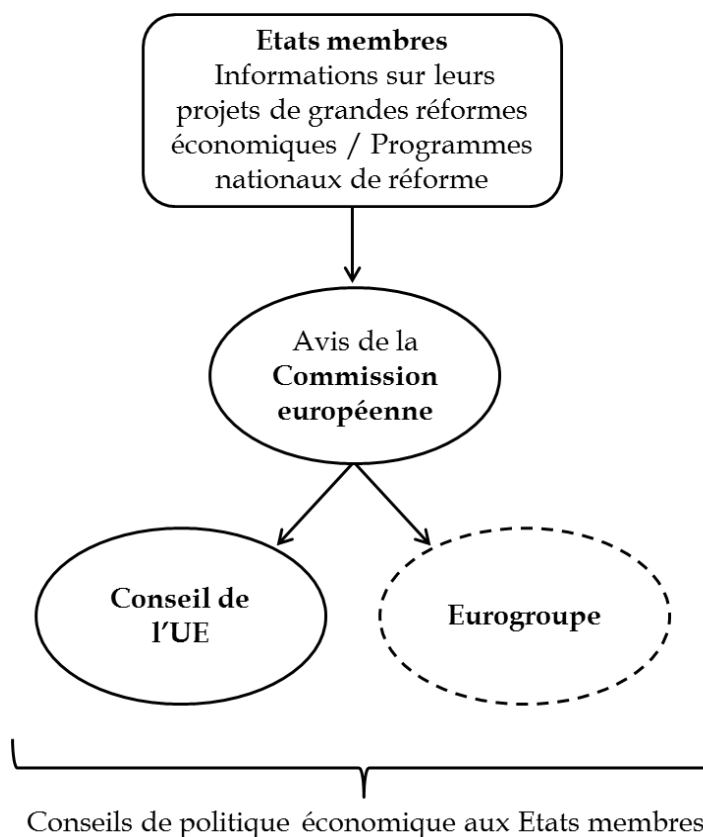 Etats membres
Informations sur leurs
projets de grandes réformes
économiques / Programmes
nationaux de réforme
Avis de la
Commission
européenne
Conseil de
l’UE
Eurogroupe
Conseils de politique économique aux Etats membres